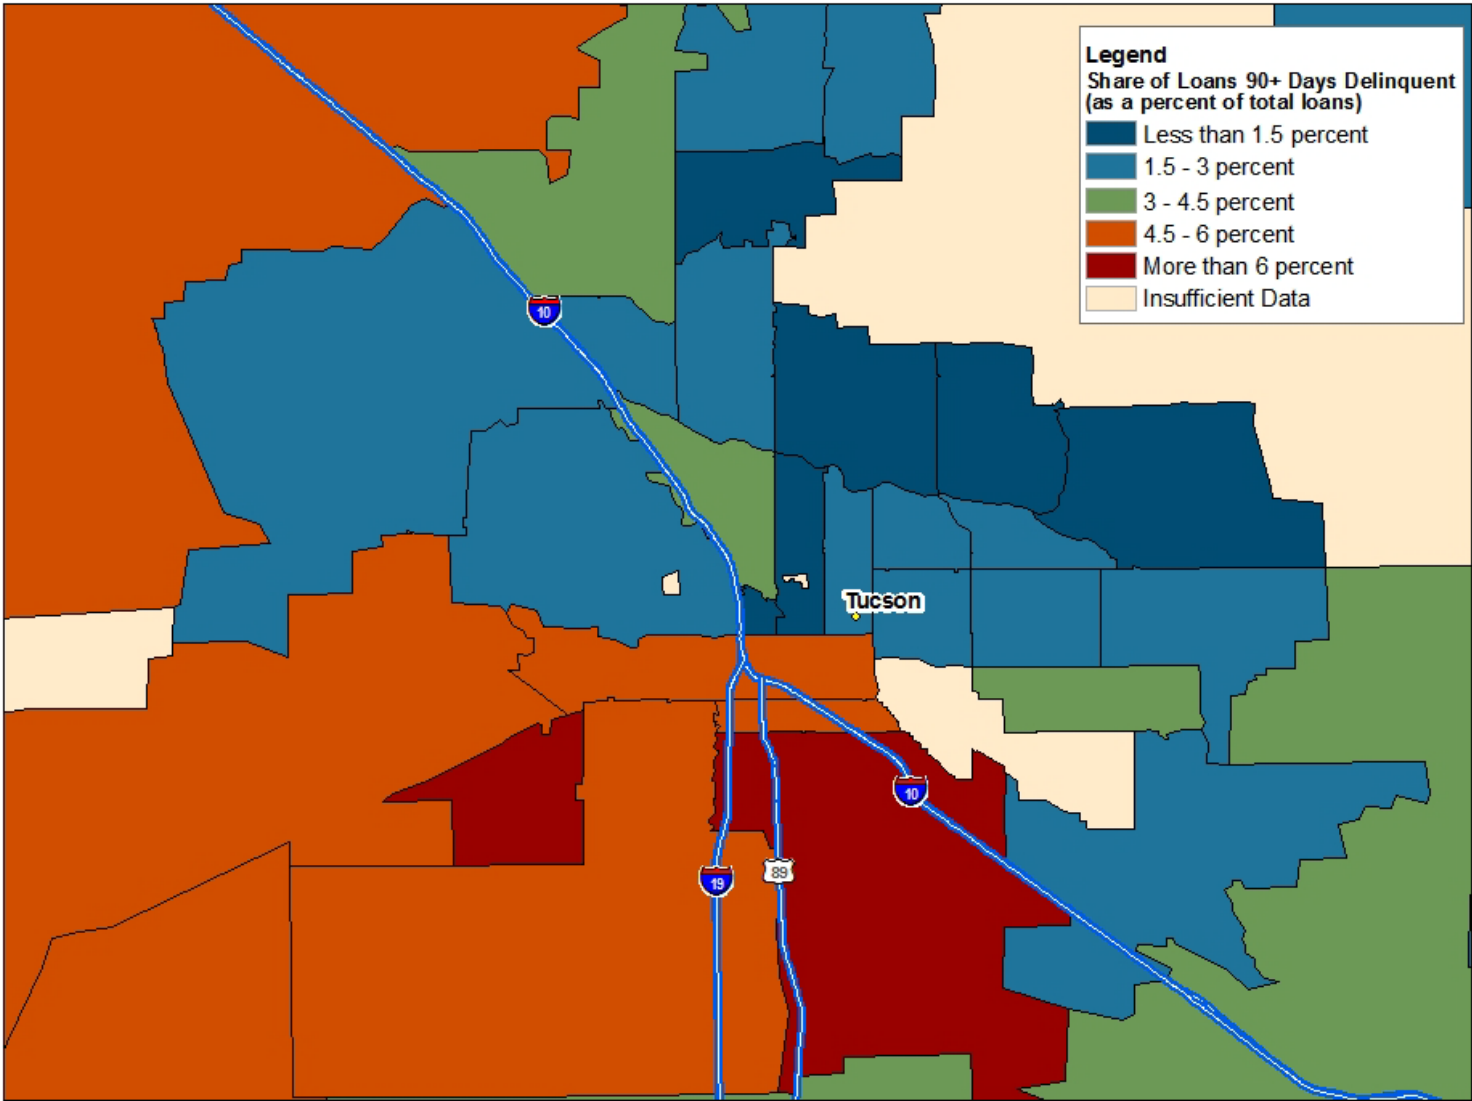 Legend
Share of Loans 90+ Days Delinquent
(as a percent of total loans)
Less than 1.5 percent
1.5 - 3 percent
3 - 4.5 percent
4.5 - 6 percent
More than 6 percent
Insufficient Data
10
Tucson
10
19
89